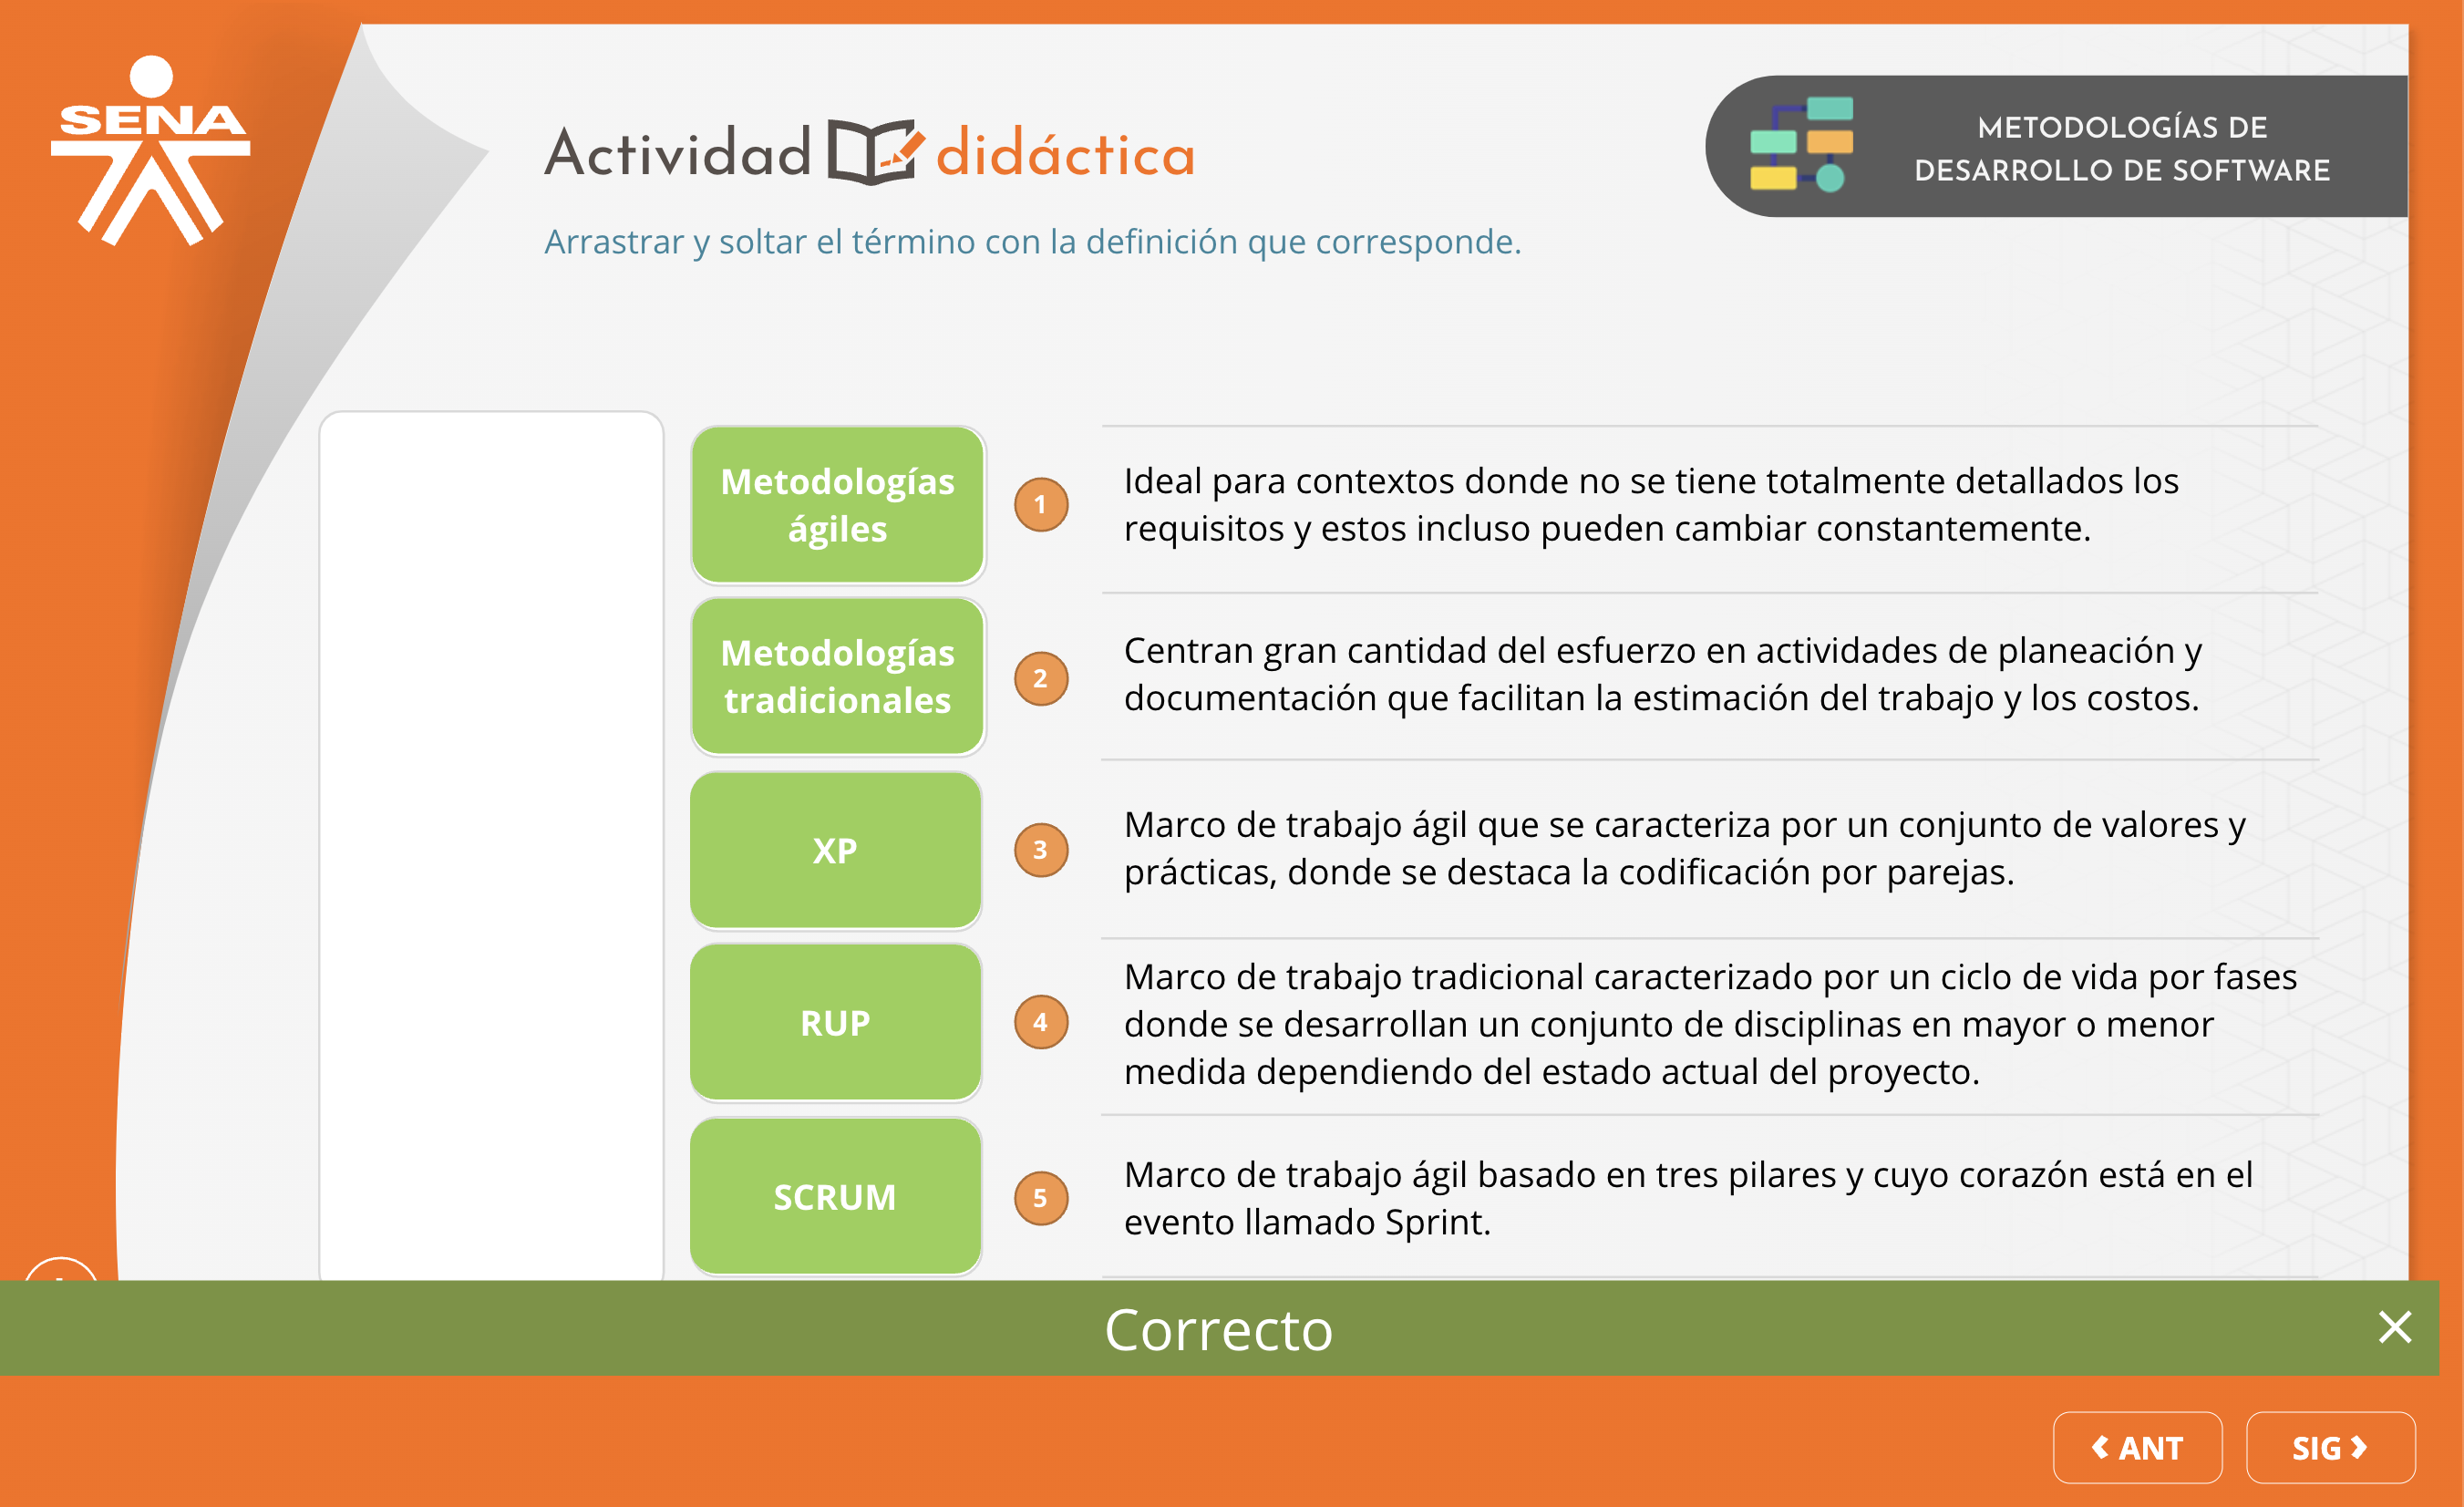 SENA
Actividad didáctica
METODOLOGÍAS DE
DESARROLLO DE SOFTWARE
Arrastrar y soltar el término con la definición que corresponde.
Metodologías
ágiles
1
Ideal para contextos donde no se tiene totalmente detallados los
requisitos y estos incluso pueden cambiar constantemente.
Metodologías
tradicionales
2
Centran gran cantidad del esfuerzo en actividades de planeación y
documentación que facilitan la estimación del trabajo y los costos.
XP
3
Marco de trabajo ágil que se caracteriza por un conjunto de valores y
prácticas, donde se destaca la codificación por parejas.
RUP
4
Marco de trabajo tradicional caracterizado por un ciclo de vida por fases
donde se desarrollan un conjunto de disciplinas en mayor o menor
medida dependiendo del estado actual del proyecto.
SCRUM
5
Marco de trabajo ágil basado en tres pilares y cuyo corazón está en el
evento llamado Sprint.
Correcto
ANT
SIG